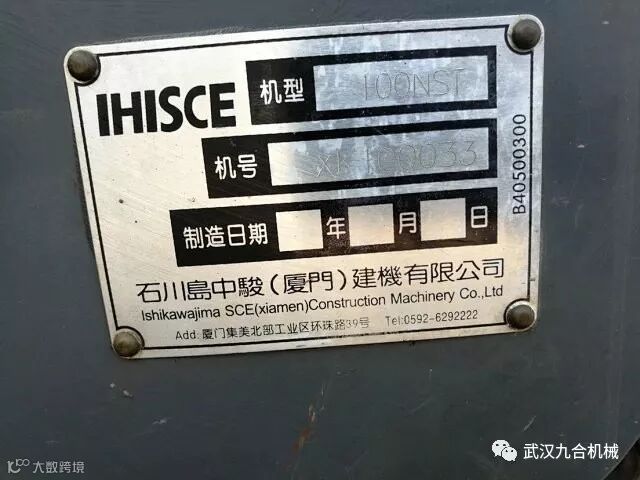 IHISCE 机型 100NST
机号
制造日期 年 月 日
石川島中駿(廈門)建機有限公司
Ishikawajima SCE(xiamen)Construction Machinery Co.,Ltd
Add:厦门集美北部工业区环珠路39号 Tel:0592-6292222
B40500300
武汉九合机械
大数跨境